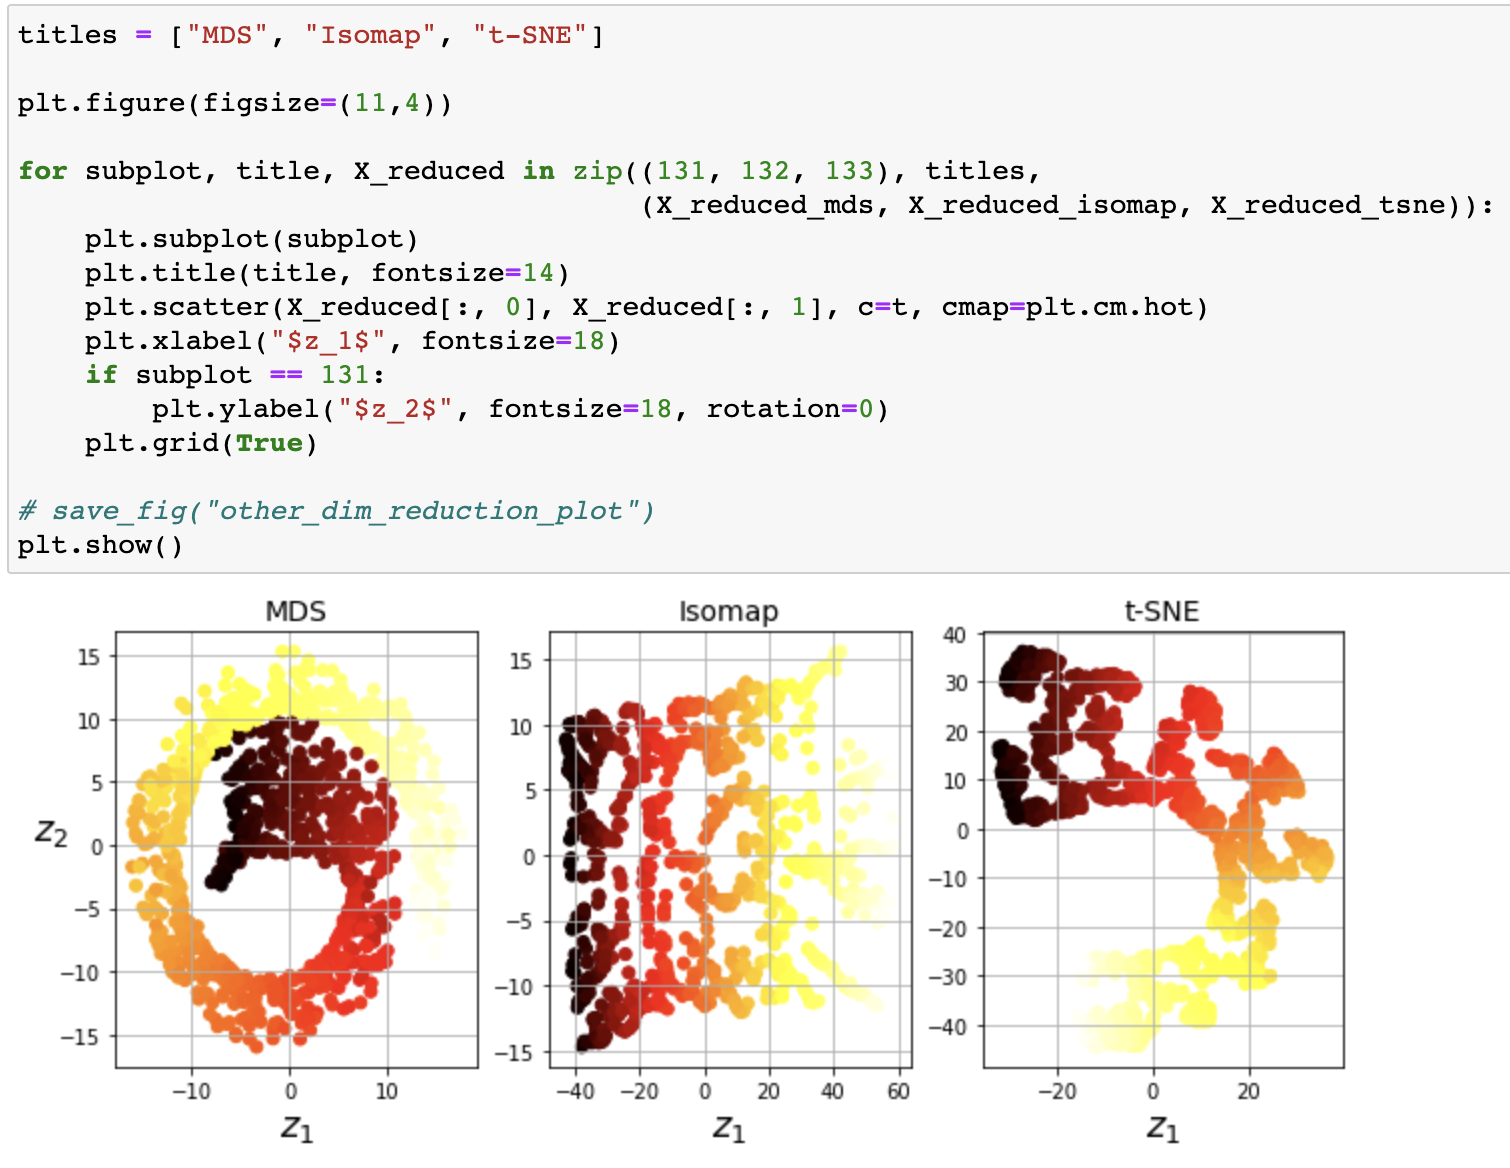 titles = ["MDS", "Isomap", "t-SNE"]
plt.figure(figsize=(11,4))
for subplot, title, X_reduced in zip((131, 132, 133), titles,
                                     (X_reduced_mds, X_reduced_isomap, X_reduced_tsne)):
    plt.subplot(subplot)
    plt.title(title, fontsize=14)
    plt.scatter(X_reduced[:, 0], X_reduced[:, 1], c=t, cmap=plt.cm.hot)
    plt.xlabel("$z_1$", fontsize=18)
    if subplot == 131:
        plt.ylabel("$z_2$", fontsize=18, rotation=0)
    plt.grid(True)
# save_fig("other_dim_reduction_plot")
plt.show()
MDS
15
10
5
0
−5
−10
−15
z2
−10 0 10
z1
Isomap
15
10
5
0
−5
−10
−15
−40 −20 0 20 40 60
z1
t-SNE
40
30
20
10
0
−10
−20
−30
−40
−20 0 20
z1